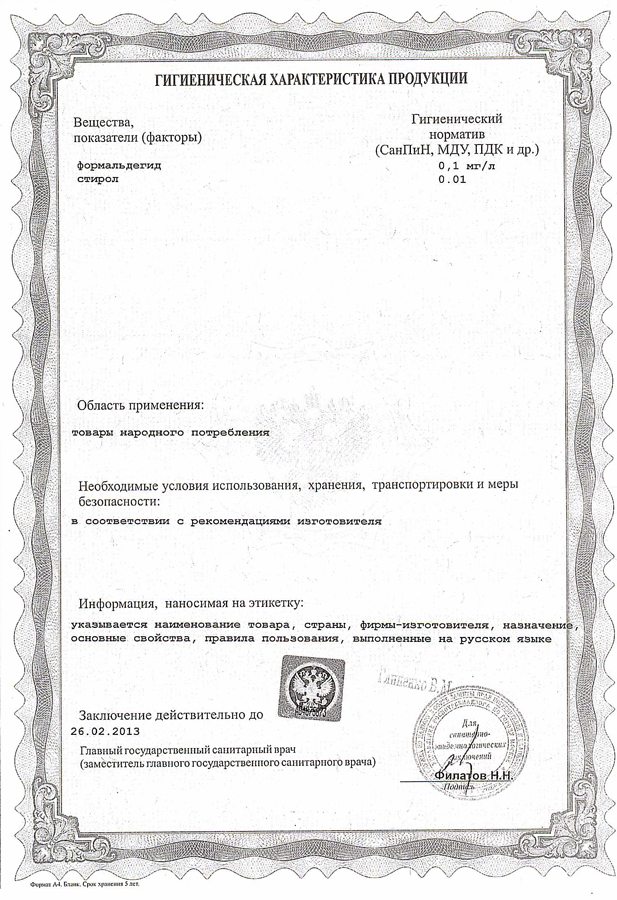 ГИГИЕНИЧЕСКАЯ ХАРАКТЕРИСТИКА ПРОДУКЦИИ
Вещества,
показатели (факторы)
Гигиенический
норматив
(СанПиН, МДУ, ПДК и др.)
формальдегид 0,1 мг/л
стирол 0.01
Область применения:
товары народного потребления
Необходимые условия использования, хранения, транспортировки и меры
безопасности:
в соответствии с рекомендациями изготовителя
Информация, наносимая на этикетку:
указывается наименование товара, страны, фирмы-изготовителя, назначение,
основные свойства, правила пользования, выполненные на русском языке
Заключение действительно до
26.02.2013
Главный государственный санитарный врач
(заместитель главного государственного санитарного врача)
Для
санитарно-
эпидемиологических
заключений
Филатов Н.Н.
Подпись
Формат А4. Бланк. Срок хранения 5 лет.